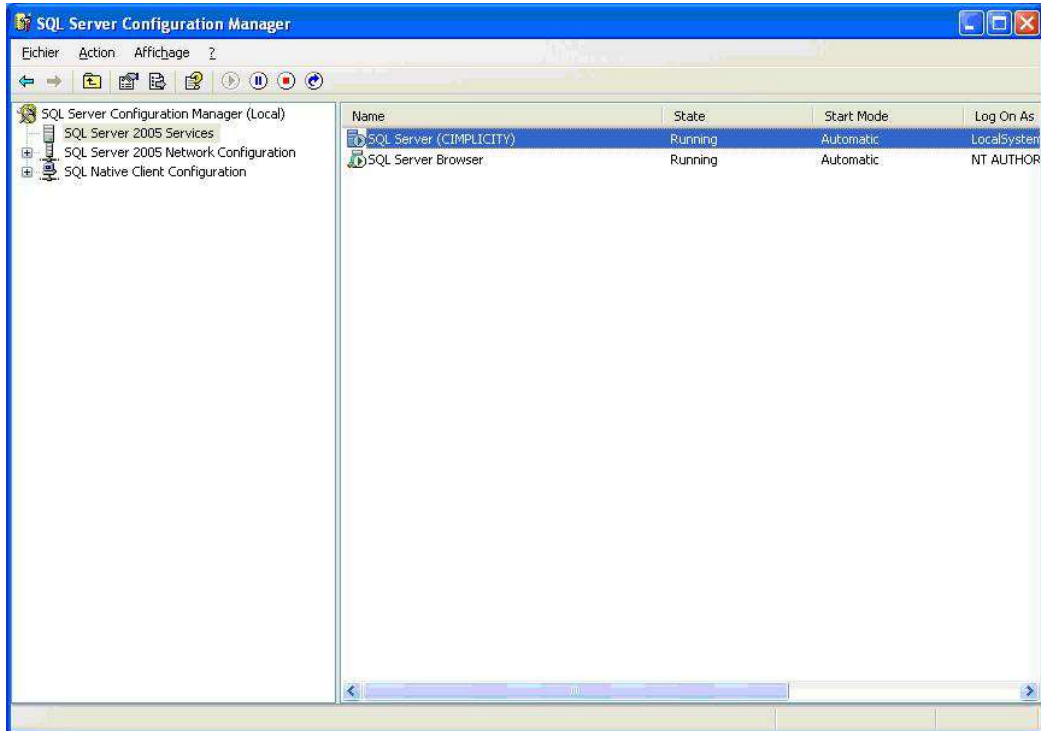 SQL Server Configuration Manager
Fichier Action Affichage ?
SQL Server Configuration Manager (Local)
SQL Server 2005 Services
SQL Server 2005 Network Configuration
SQL Native Client Configuration
Name State Start Mode Log On As
SQL Server (CIMPLICITY) Running Automatic LocalSystem
SQL Server Browser Running Automatic NT AUTHOR